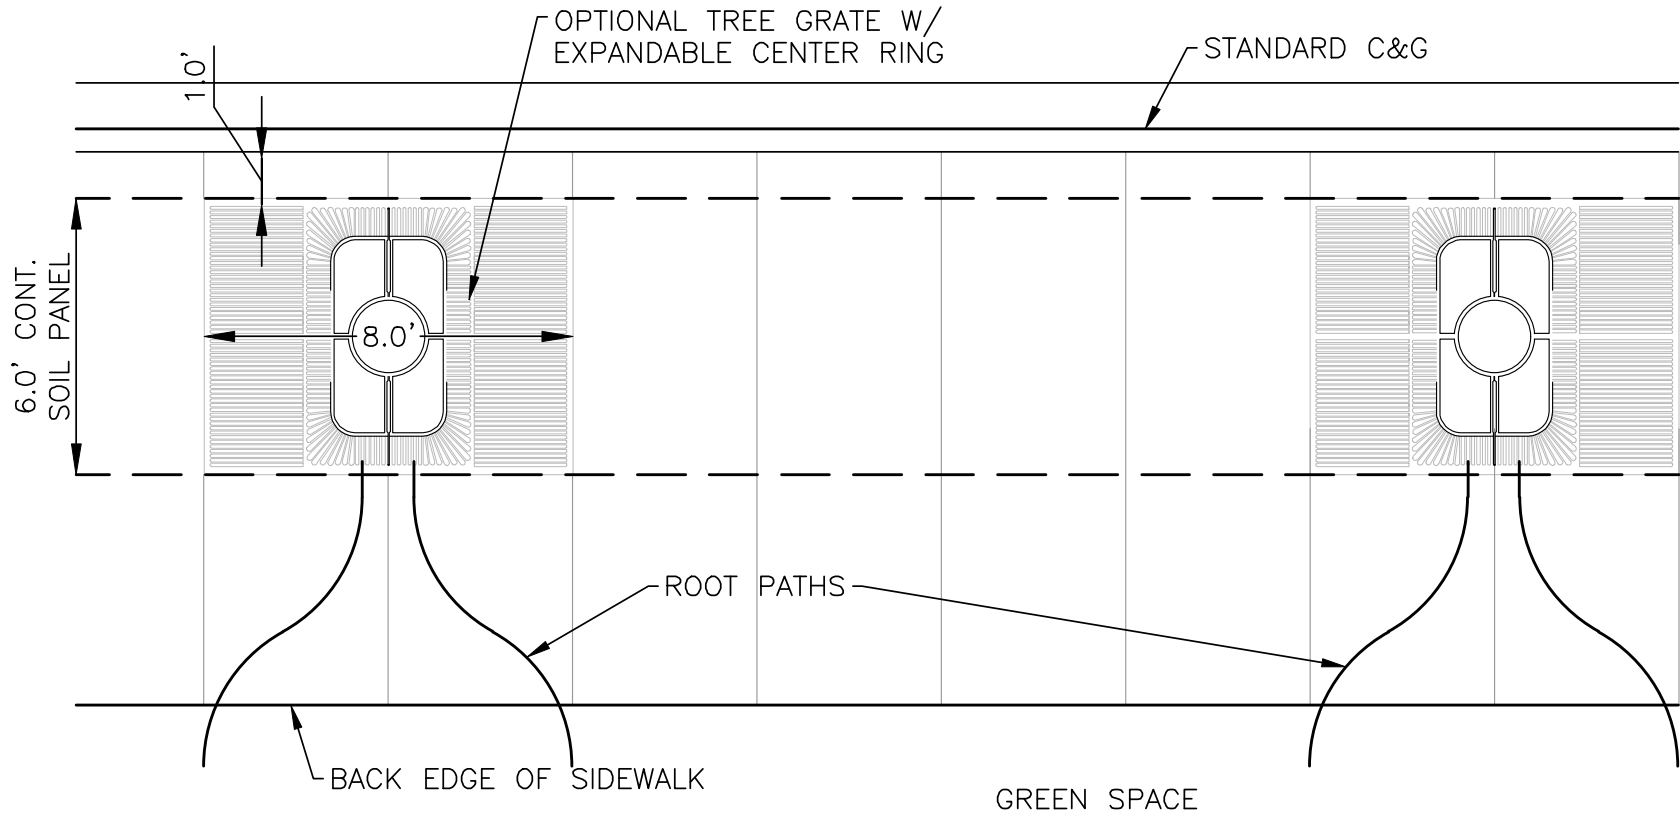 OPTIONAL TREE GRATE W/
EXPANDABLE CENTER RING
STANDARD C&G
1.0'
6.0' CONT.
SOIL PANEL
8.0'
ROOT PATHS
BACK EDGE OF SIDEWALK
GREEN SPACE